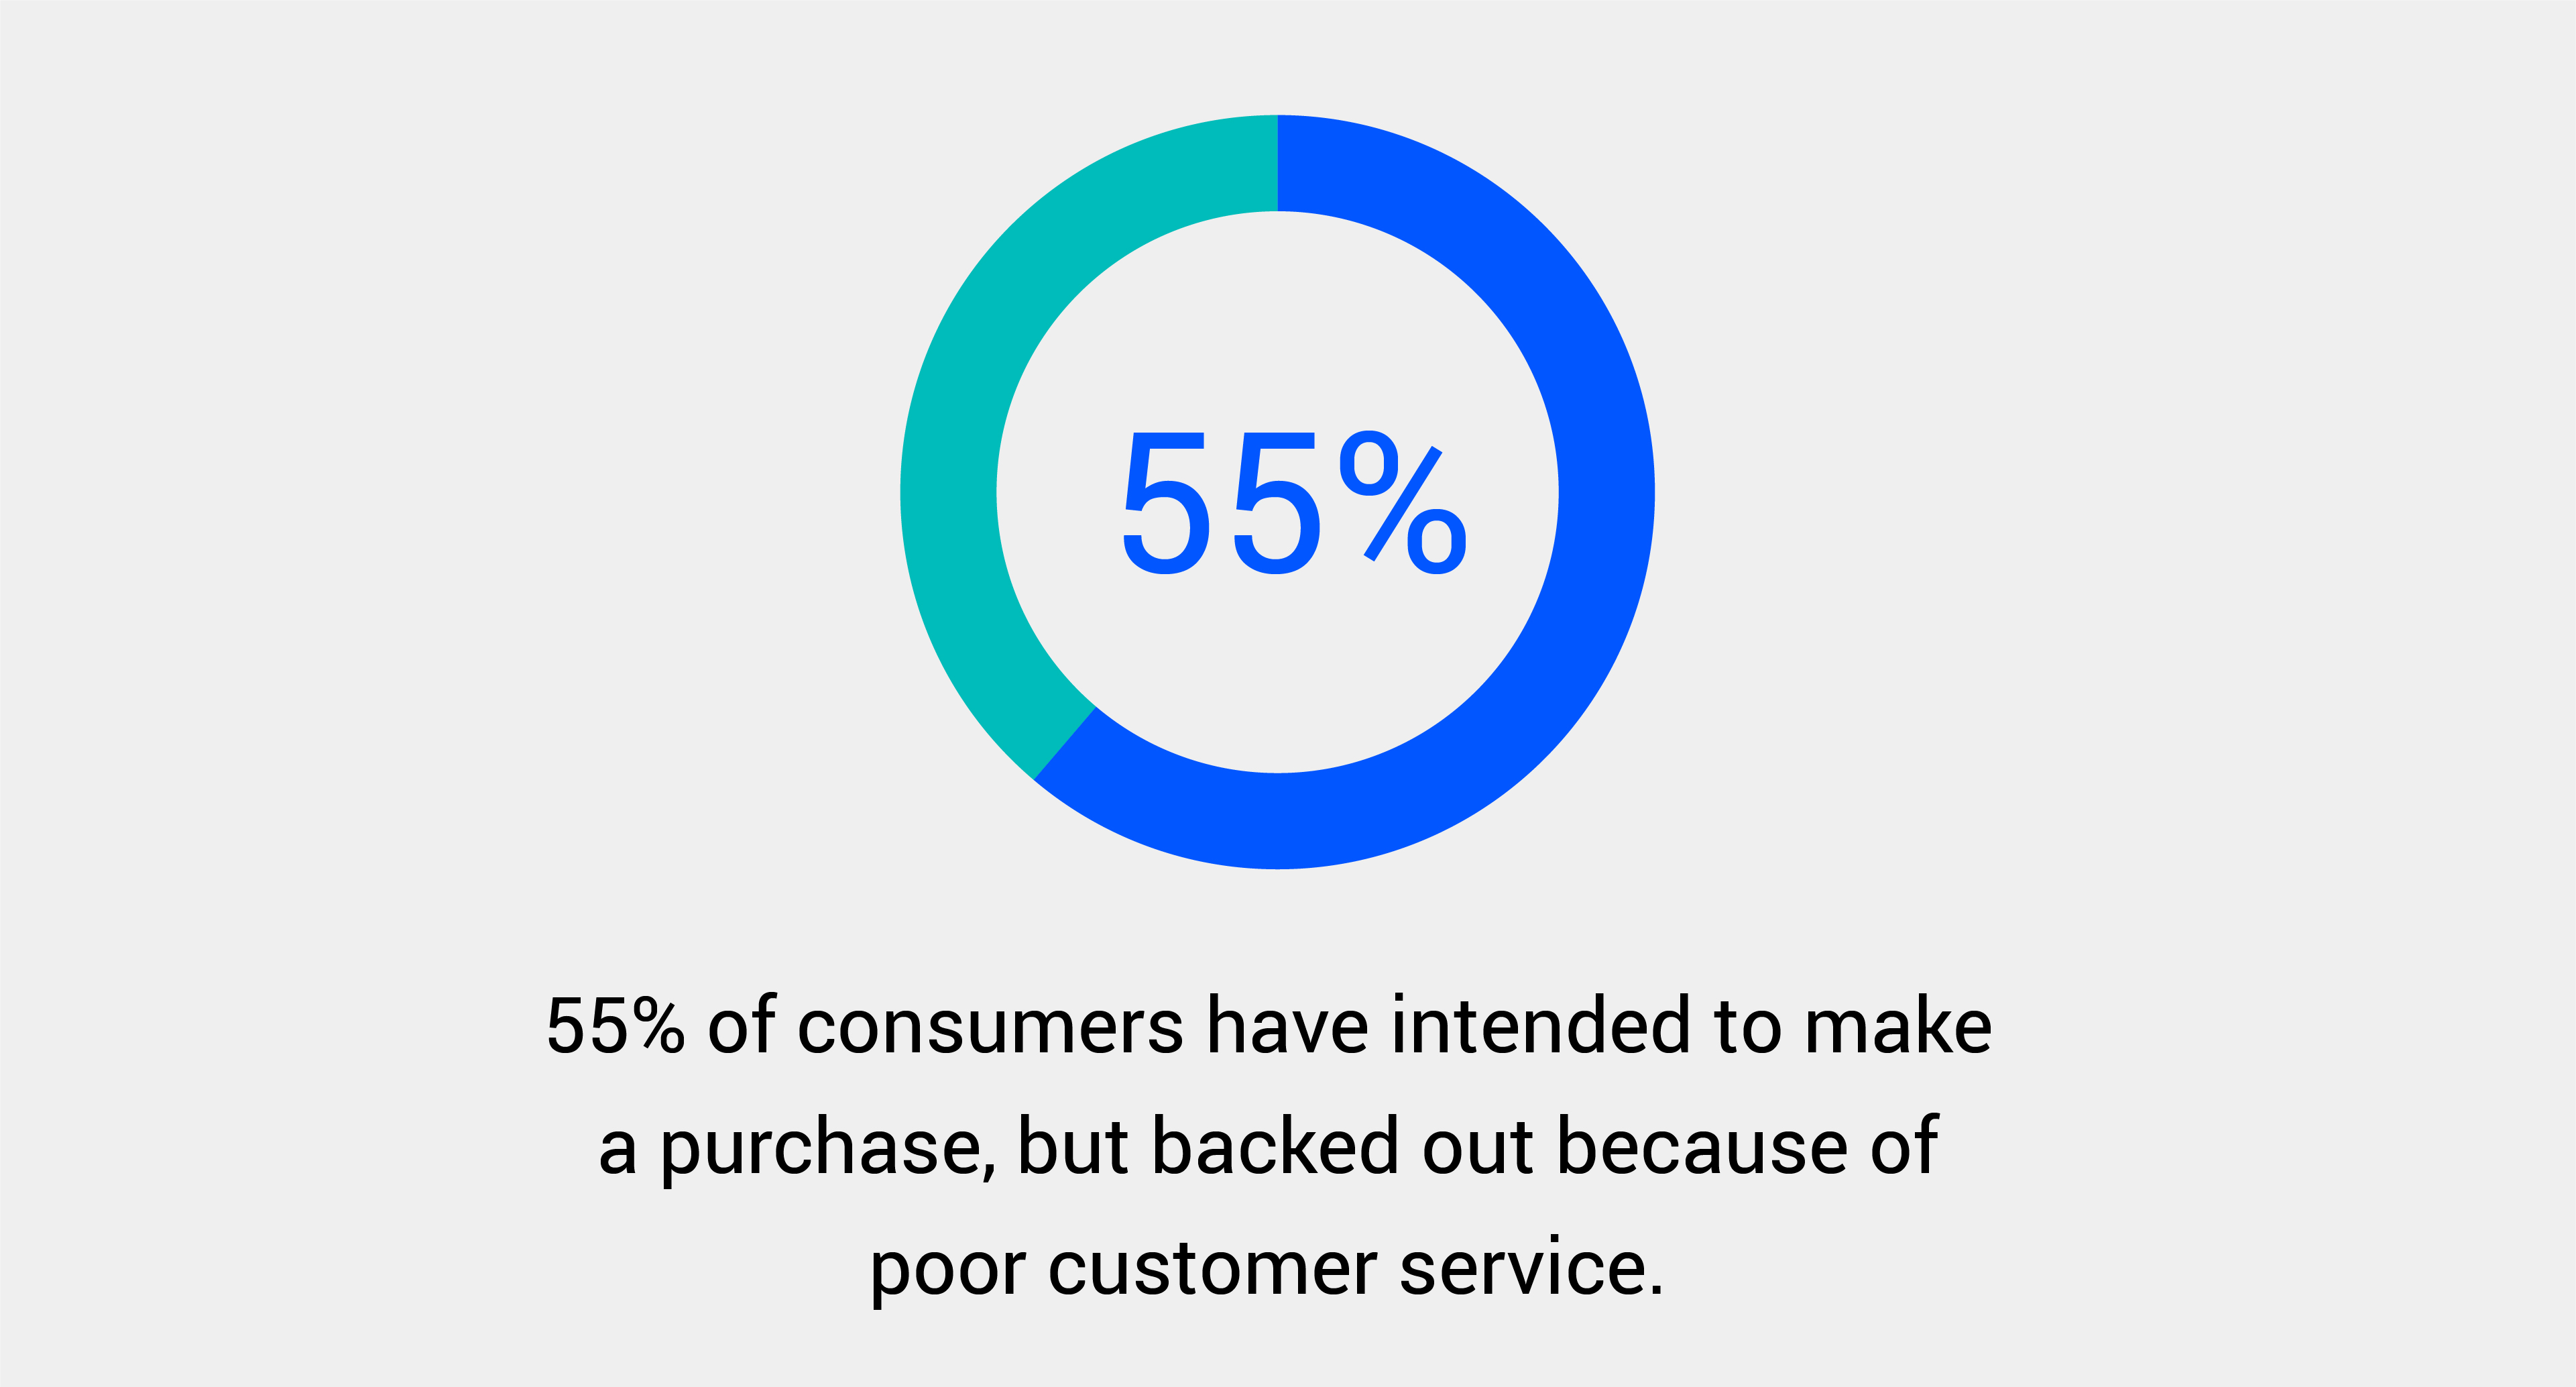 55%
55% of consumers have intended to make
a purchase, but backed out because of
poor customer service.